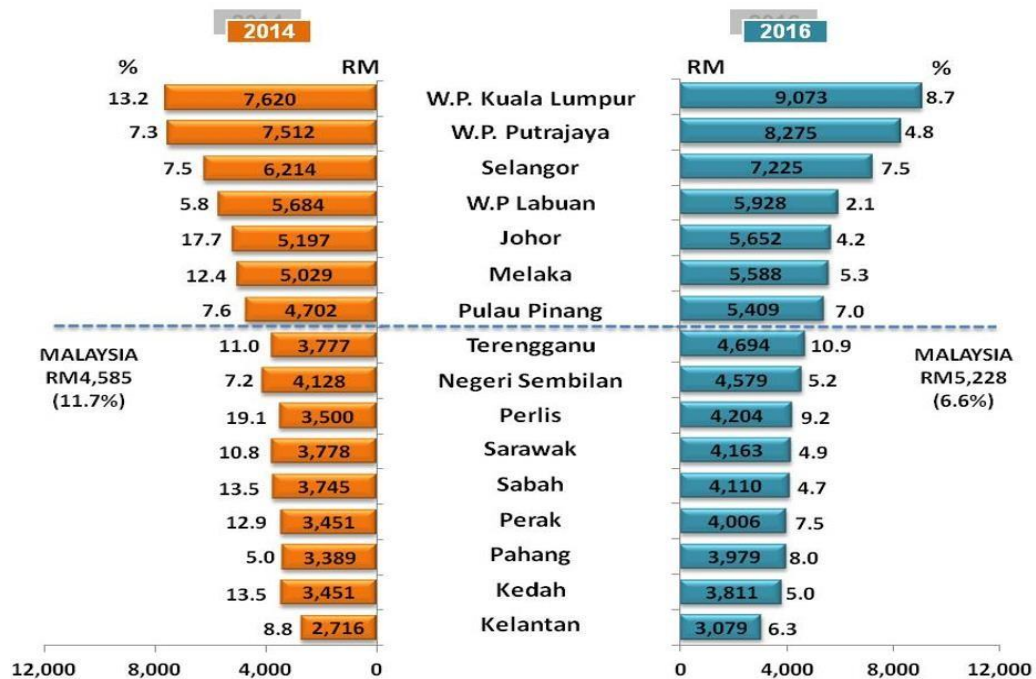 2014
2016
% RM RM %
13.2 7,620 W.P. Kuala Lumpur 9,073 8.7
7.3 7,512 W.P. Putrajaya 8,275 4.8
7.5 6,214 Selangor 7,225 7.5
5.8 5,684 W.P Labuan 5,928 2.1
17.7 5,197 Johor 5,652 4.2
12.4 5,029 Melaka 5,588 5.3
7.6 4,702 Pulau Pinang 5,409 7.0
11.0 3,777 Terengganu 4,694 10.9
MALAYSIA
RM4,585
(11.7%)
MALAYSIA
RM5,228
(6.6%)
7.2 4,128 Negeri Sembilan 4,579 5.2
19.1 3,500 Perlis 4,204 9.2
10.8 3,778 Sarawak 4,163 4.9
13.5 3,745 Sabah 4,110 4.7
12.9 3,451 Perak 4,006 7.5
5.0 3,389 Pahang 3,979 8.0
13.5 3,451 Kedah 3,811 5.0
8.8 2,716 Kelantan 3,079 6.3
12,000 8,000 4,000 0 0 4,000 8,000 12,000